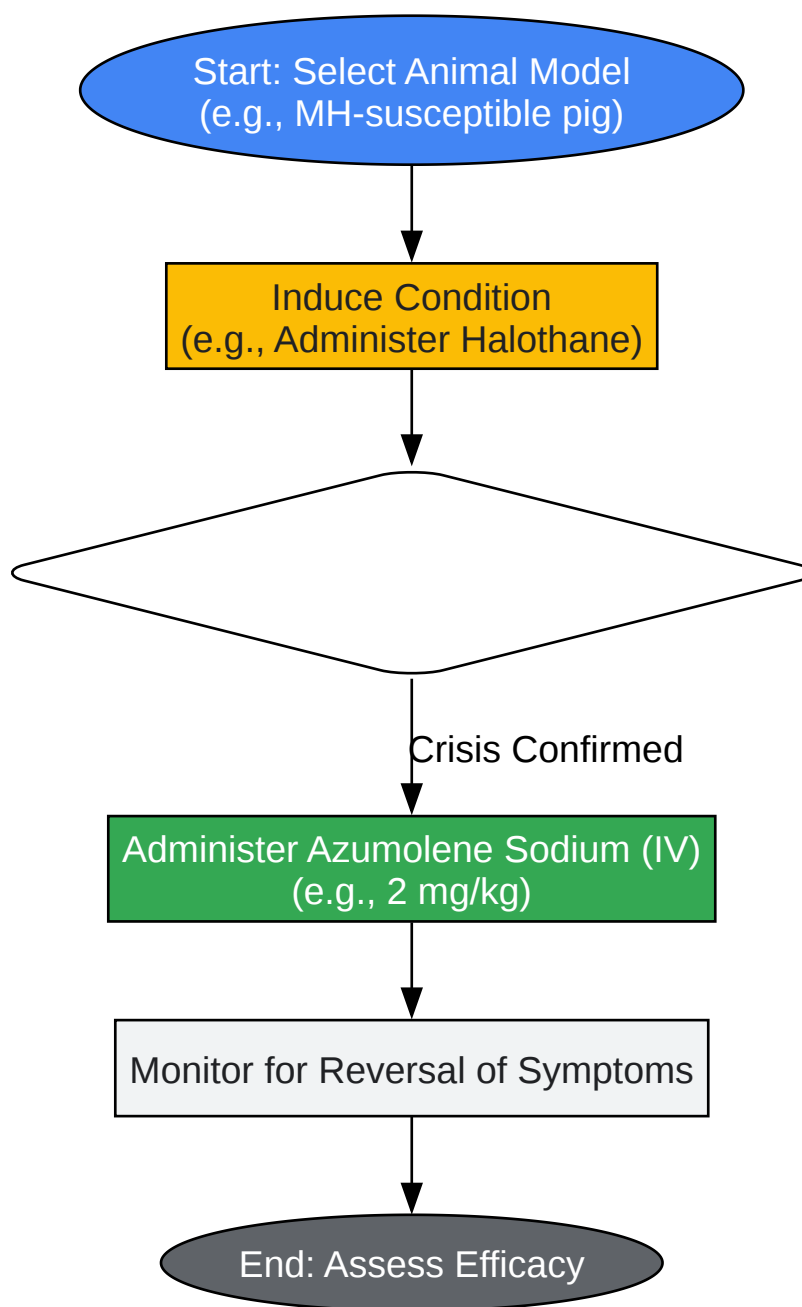 Start: Select Animal Model
(e.g., MH-susceptible pig)
Induce Condition
(e.g., Administer Halothane)
Crisis Confirmed
Administer Azumolene Sodium (IV)
(e.g., 2 mg/kg)
Monitor for Reversal of Symptoms
End: Assess Efficacy